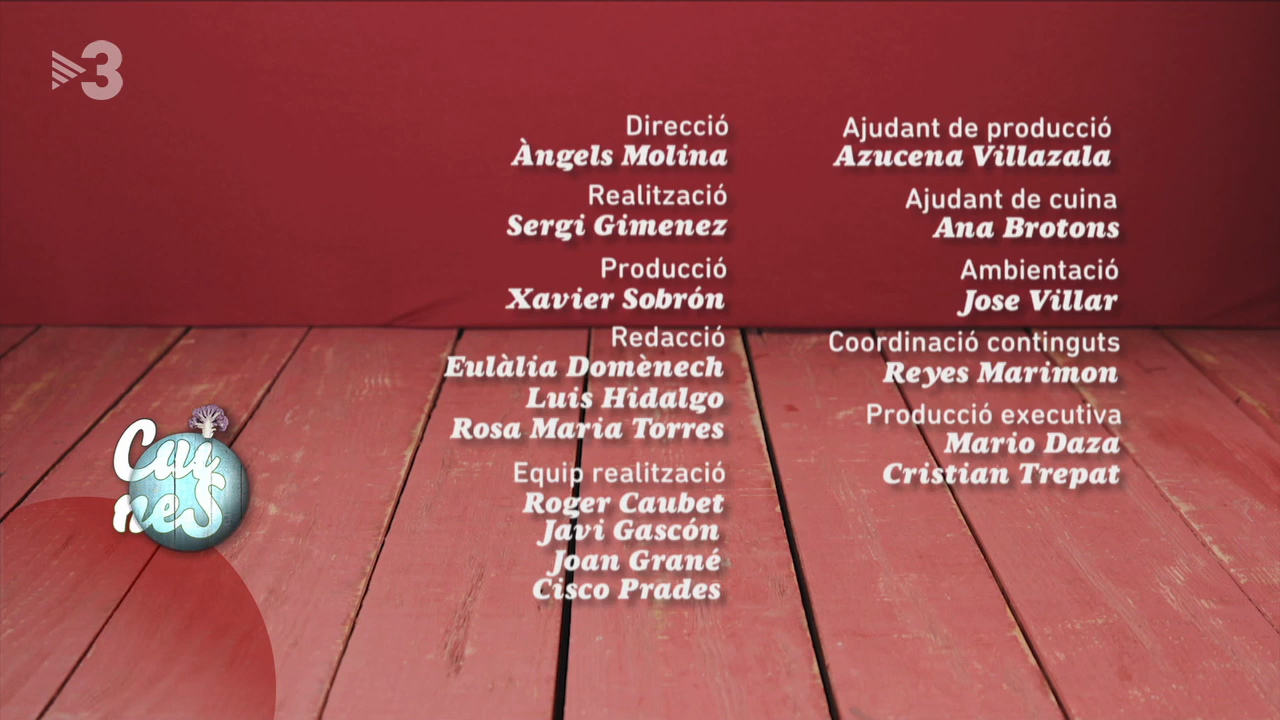 3
Direcció
Àngels Molina
Realització
Sergi Gimenez
Producció
Xavier Sobrón
Redacció
Eulàlia Domènech
Luis Hidalgo
Rosa Maria Torres
Equip realització
Roger Caubet
Javi Gascón
Joan Grané
Cisco Prades
Ajudant de producció
Azucena Villazala
Ajudant de cuina
Ana Brotons
Ambientació
Jose Villar
Coordinació continguts
Reyes Marimon
Producció executiva
Mario Daza
Cristian Trepat
Cui
nes